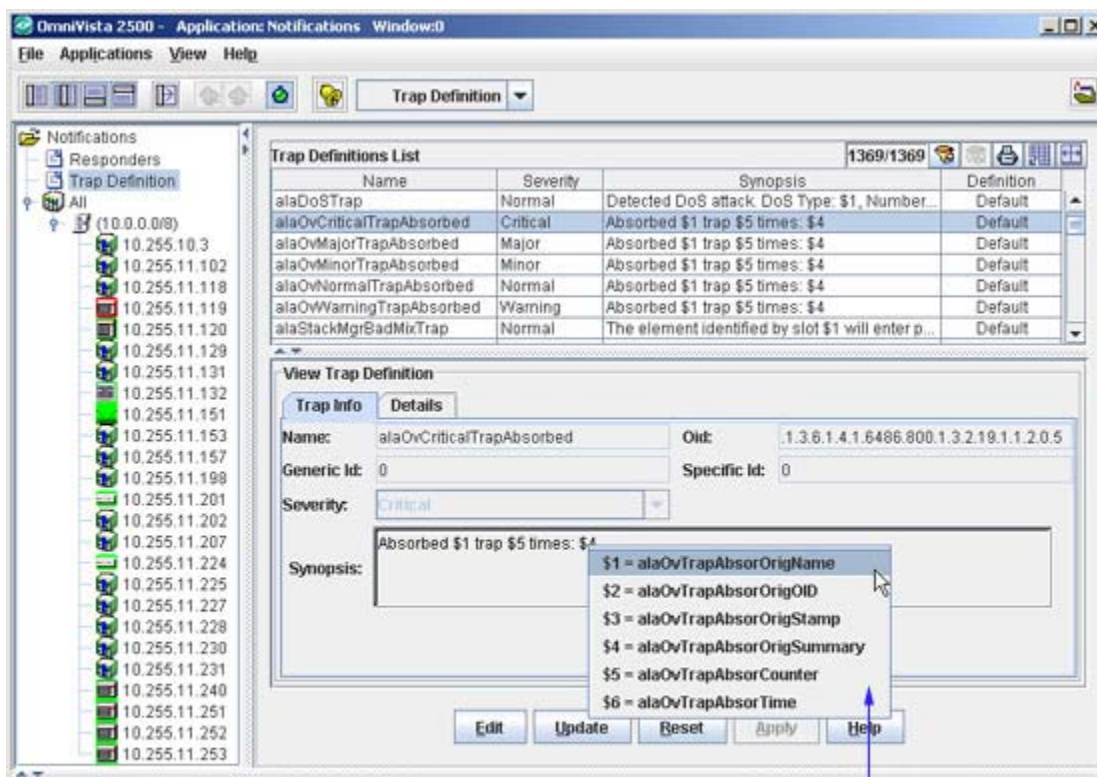 OmniVista 2500 - Application: Notifications Window:0
File Applications View Help
Trap Definition
Notifications
Responders
Trap Definition
All
(10.0.0.0/8)
10.255.10.3
10.255.11.102
10.255.11.118
10.255.11.119
10.255.11.120
10.255.11.129
10.255.11.131
10.255.11.132
10.255.11.151
10.255.11.153
10.255.11.157
10.255.11.198
10.255.11.201
10.255.11.202
10.255.11.207
10.255.11.224
10.255.11.225
10.255.11.227
10.255.11.228
10.255.11.230
10.255.11.231
10.255.11.240
10.255.11.251
10.255.11.252
10.255.11.253
Trap Definitions List 1369/1369
Name Severity Synopsis Definition
alaDoSTrap Normal Detected DoS attack. DoS Type: $1, Number... Default
alaOvCriticalTrapAbsorbed Critical Absorbed $1 trap $5 times: $4 Default
alaOvMajorTrapAbsorbed Major Absorbed $1 trap $5 times: $4 Default
alaOvMinorTrapAbsorbed Minor Absorbed $1 trap $5 times: $4 Default
alaOvNormalTrapAbsorbed Normal Absorbed $1 trap $5 times: $4 Default
alaOvWarningTrapAbsorbed Warning Absorbed $1 trap $5 times: $4 Default
alaStackMgrBadMixTrap Normal The element identified by slot $1 will enter p... Default
View Trap Definition
Trap Info Details
Name: alaOvCriticalTrapAbsorbed Oid: .1.3.6.1.4.1.6486.800.1.3.2.19.1.1.2.0.5
Generic Id: 0 Specific Id: 0
Severity: Critical
Synopsis: Absorbed $1 trap $5 times: $4
$1 = alaOvTrapAbsorOrigName
$2 = alaOvTrapAbsorOrigOID
$3 = alaOvTrapAbsorOrigStamp
$4 = alaOvTrapAbsorOrigSummary
$5 = alaOvTrapAbsorCounter
$6 = alaOvTrapAbsorTime
Edit Update Reset Apply Help